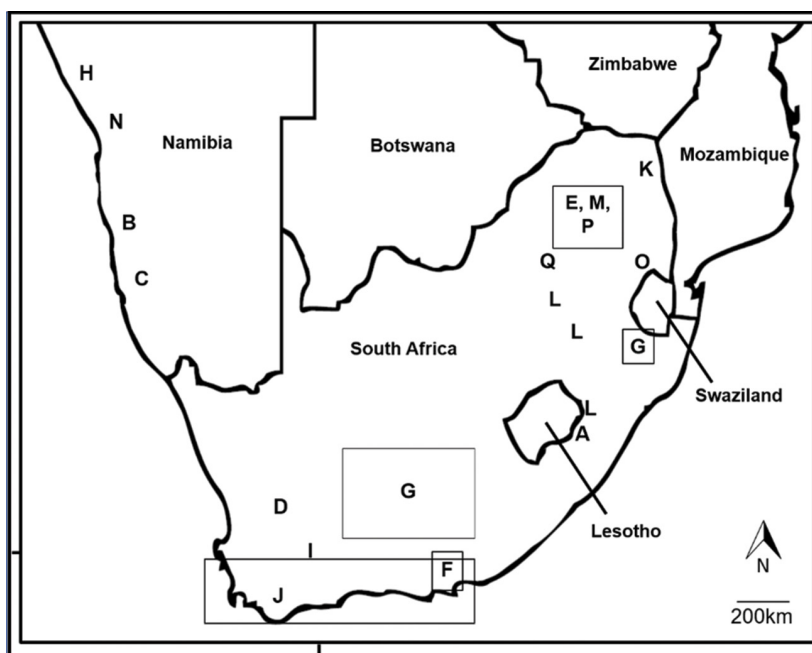 Zimbabwe
H
N
Namibia
Botswana
Mozambique
K
E, M,
P
B
Q
O
C
L
L
South Africa
G
Swaziland
L
A
G
D
Lesotho
I
F
N
J
200km